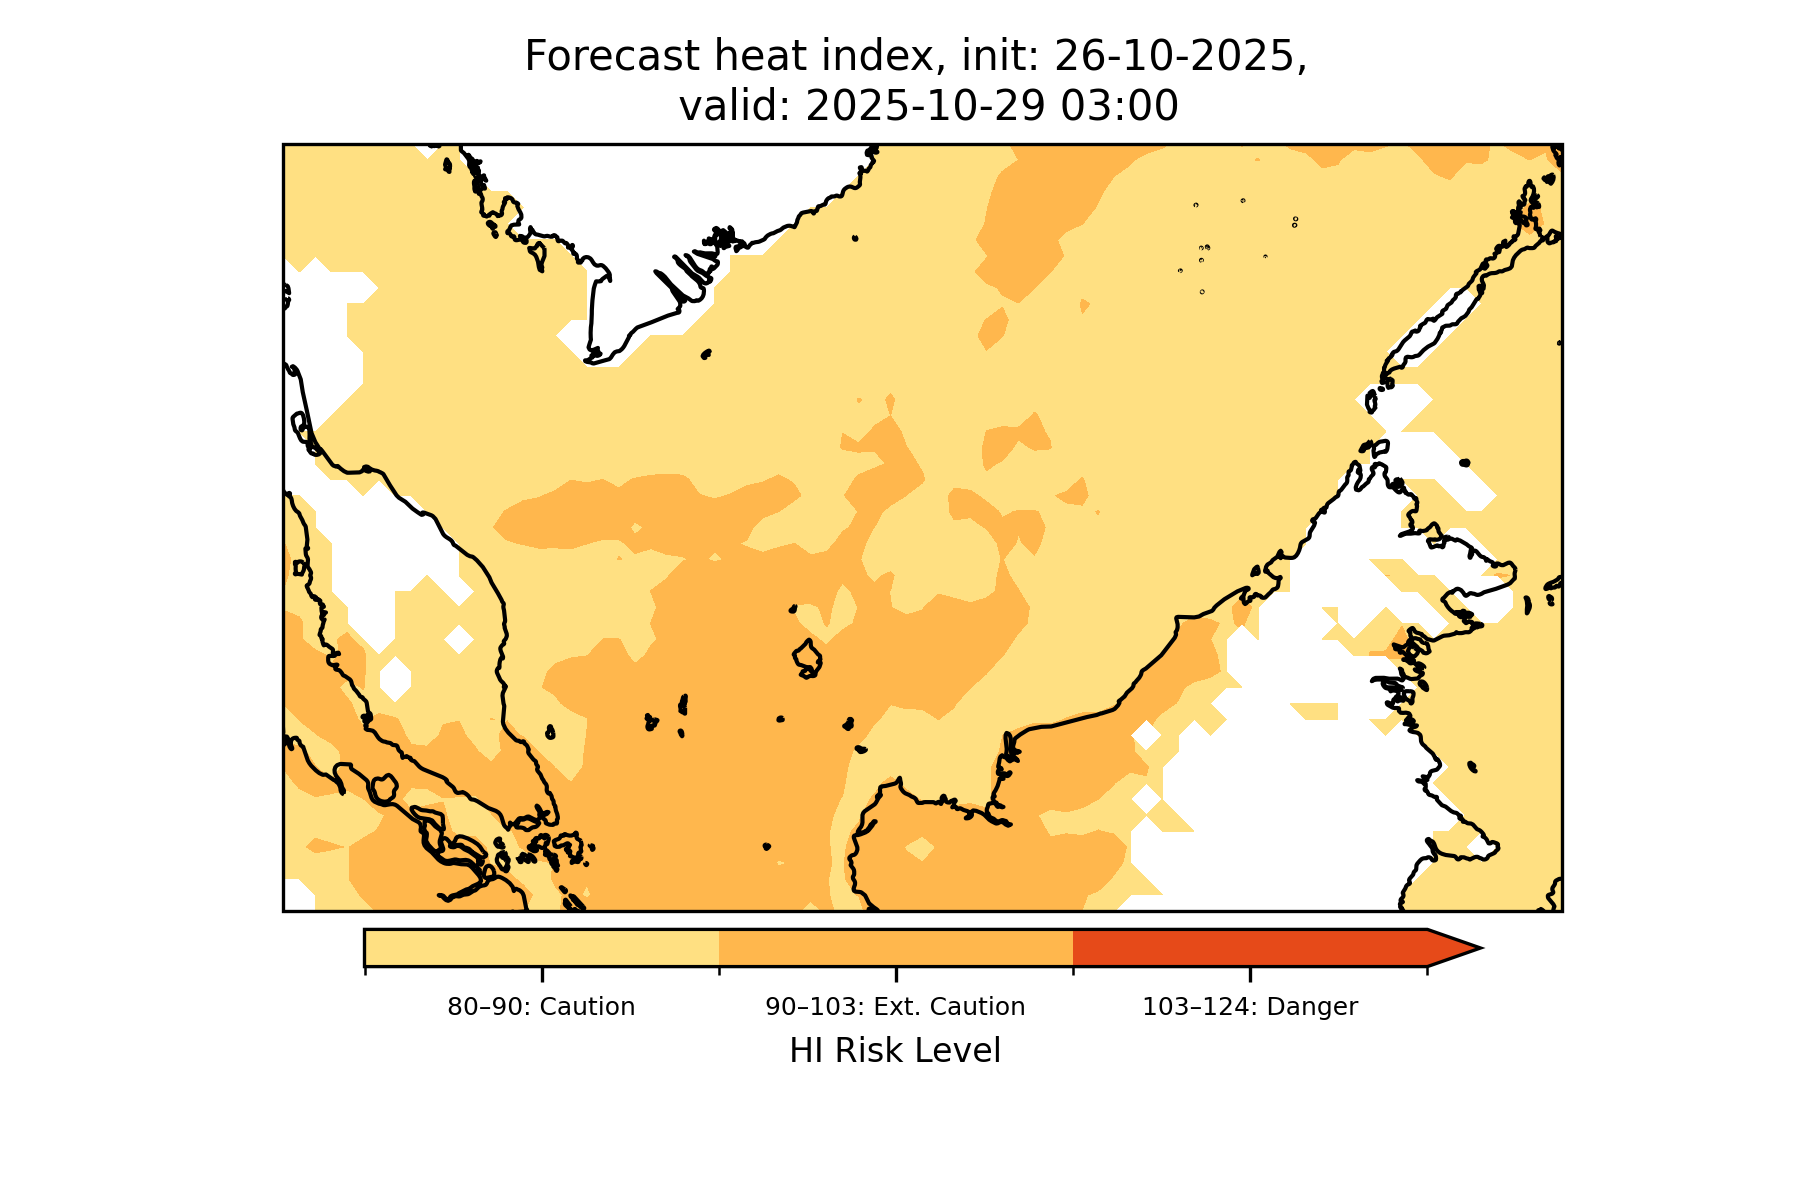 Forecast heat index, init: 26-10-2025,
valid: 2025-10-29 03:00
80–90: Caution
90–103: Ext. Caution
103–124: Danger
HI Risk Level